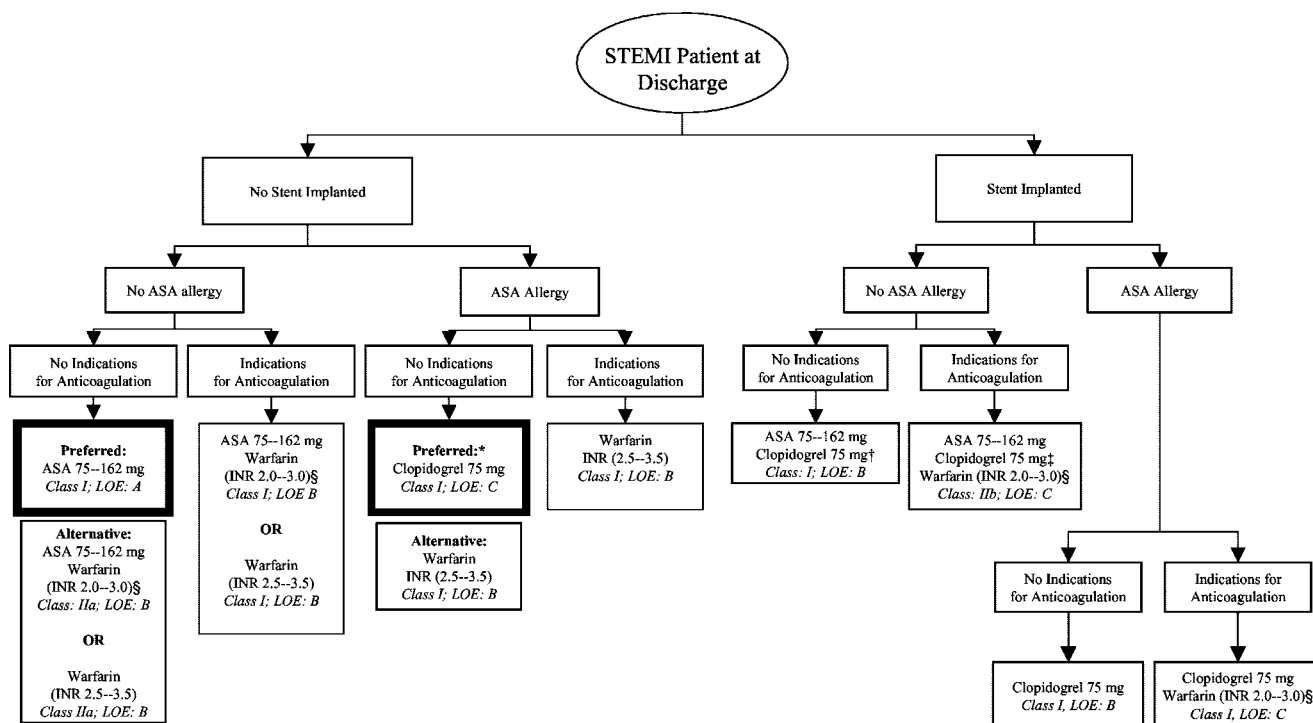 STEMI Patient at
Discharge
No Stent Implanted
Stent Implanted
No ASA allergy
ASA Allergy
No ASA Allergy
ASA Allergy
No Indications
for Anticoagulation
Indications
for Anticoagulation
No Indications
for Anticoagulation
Indications
for Anticoagulation
No Indications
for Anticoagulation
Indications for
Anticoagulation
Preferred:
ASA 75--162 mg
Class I; LOE: A
ASA 75--162 mg
Warfarin
(INR 2.0--3.0)§
Class I; LOE B
OR
Warfarin
(INR 2.5--3.5)
Class I; LOE: B
Preferred:*
Clopidogrel 75 mg
Class I; LOE: C
Warfarin
INR (2.5--3.5)
Class I; LOE: B
ASA 75--162 mg
Clopidogrel 75 mg†
Class: I; LOE: B
ASA 75--162 mg
Clopidogrel 75 mg‡
Warfarin (INR 2.0--3.0)§
Class: IIb; LOE: C
Alternative:
ASA 75--162 mg
Warfarin
(INR 2.0--3.0)§
Class: IIa; LOE: B
OR
Warfarin
(INR 2.5--3.5)
Class IIa; LOE: B
Alternative:
Warfarin
INR (2.5--3.5)
Class I; LOE: B
No Indications
for Anticoagulation
Indications for
Anticoagulation
Clopidogrel 75 mg
Class I, LOE: B
Clopidogrel 75 mg
Warfarin (INR 2.0--3.0)§
Class I, LOE: C